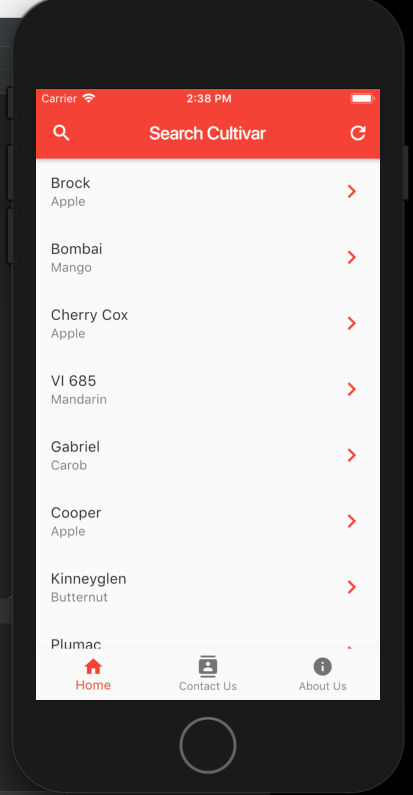 Carrier 2:38 PM
Search Cultivar
Brock
Apple
Bombai
Mango
Cherry Cox
Apple
VI 685
Mandarin
Gabriel
Carob
Cooper
Apple
Kinneyglen
Butternut
Plumac
Home Contact Us About Us